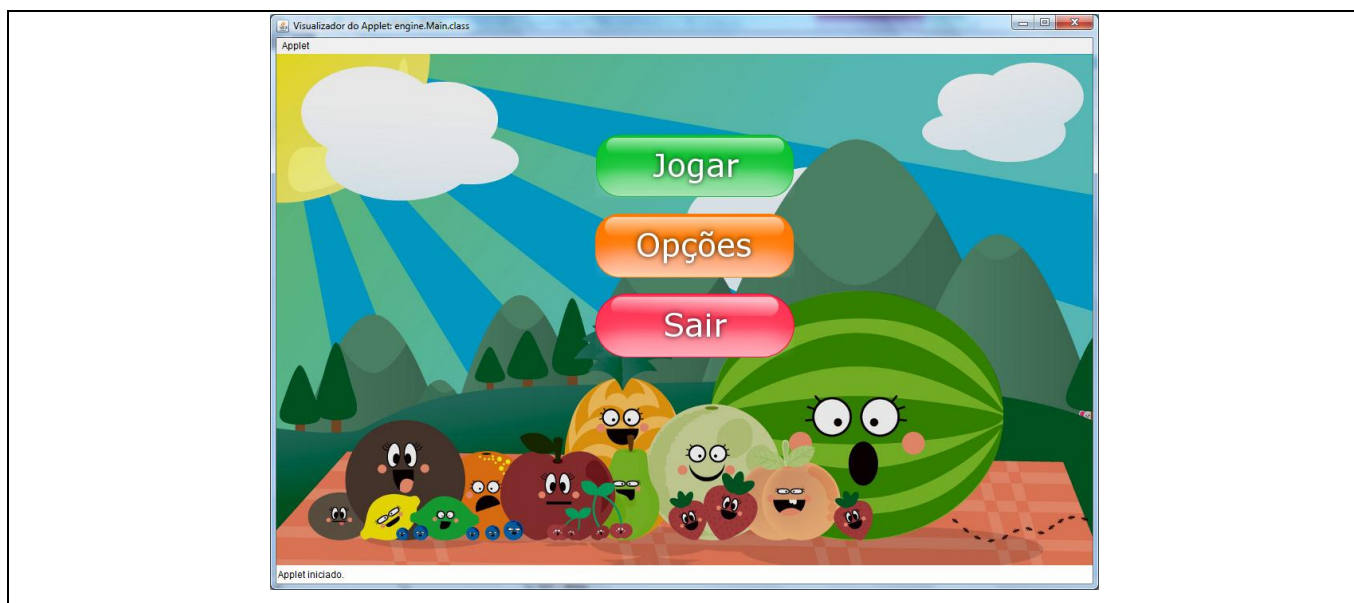 Visualizador do Applet: engine.Main.class
Applet
Jogar
Opções
Sair
Applet iniciado.